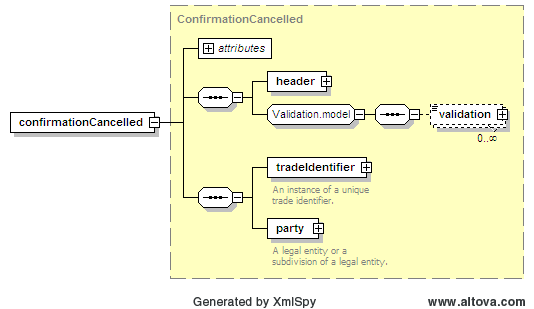 ConfirmationCancelled
attributes
header
confirmationCancelled
Validation.model
validation
0..∞
tradeIdentifier
An instance of a unique
trade identifier.
party
A legal entity or a
subdivision of a legal entity.
Generated by XmlSpy
www.altova.com